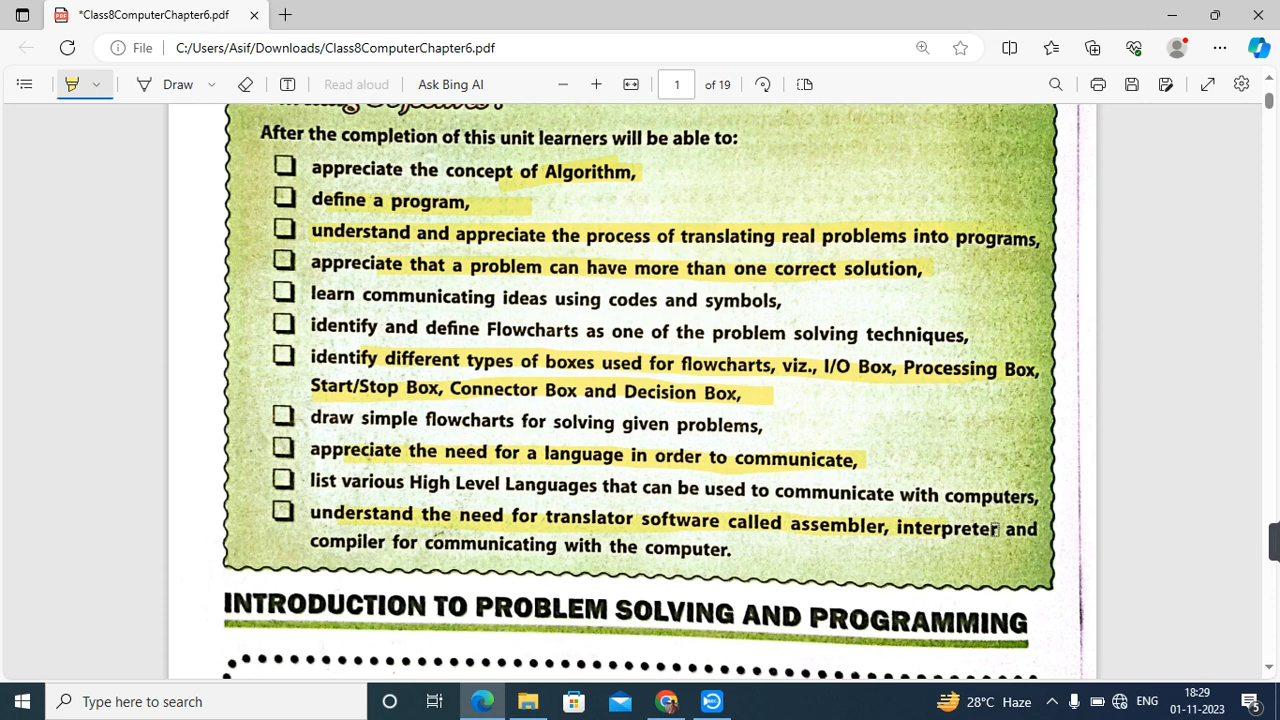 *Class8ComputerChapter6.pdf
File C:/Users/Asif/Downloads/Class8ComputerChapter6.pdf
Draw Read aloud Ask Bing AI 1 of 19
After the completion of this unit learners will be able to:
appreciate the concept of Algorithm,
define a program,
understand and appreciate the process of translating real problems into programs,
appreciate that a problem can have more than one correct solution,
learn communicating ideas using codes and symbols,
identify and define Flowcharts as one of the problem solving techniques,
identify different types of boxes used for flowcharts, viz., I/O Box, Processing Box,
Start/Stop Box, Connector Box and Decision Box,
draw simple flowcharts for solving given problems,
appreciate the need for a language in order to communicate,
list various High Level Languages that can be used to communicate with computers,
understand the need for translator software called assembler, interpreter and
compiler for communicating with the computer.
INTRODUCTION TO PROBLEM SOLVING AND PROGRAMMING
Type here to search
28°C Haze
ENG
18:29
01-11-2023
5